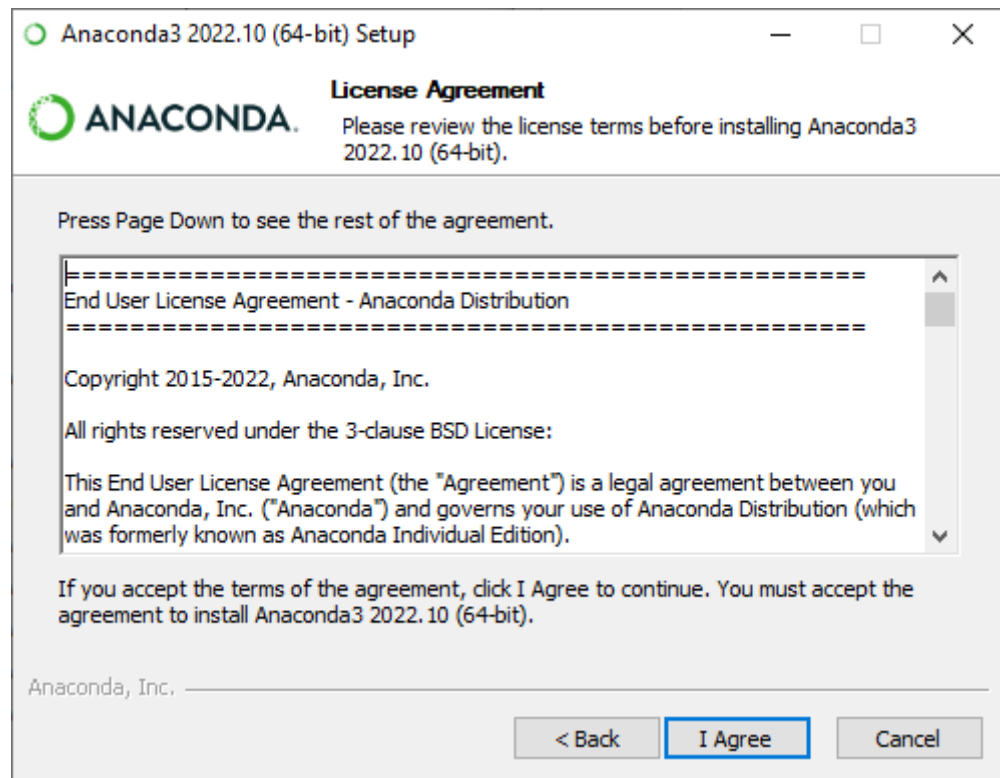 Anaconda3 2022.10 (64-bit) Setup
ANACONDA.
License Agreement
Please review the license terms before installing Anaconda3
2022.10 (64-bit).
Press Page Down to see the rest of the agreement.
==================================================
End User License Agreement - Anaconda Distribution
==================================================
Copyright 2015-2022, Anaconda, Inc.
All rights reserved under the 3-clause BSD License:
This End User License Agreement (the "Agreement") is a legal agreement between you
and Anaconda, Inc. ("Anaconda") and governs your use of Anaconda Distribution (which
was formerly known as Anaconda Individual Edition).
If you accept the terms of the agreement, click I Agree to continue. You must accept the
agreement to install Anaconda3 2022.10 (64-bit).
Anaconda, Inc.
< Back
I Agree
Cancel